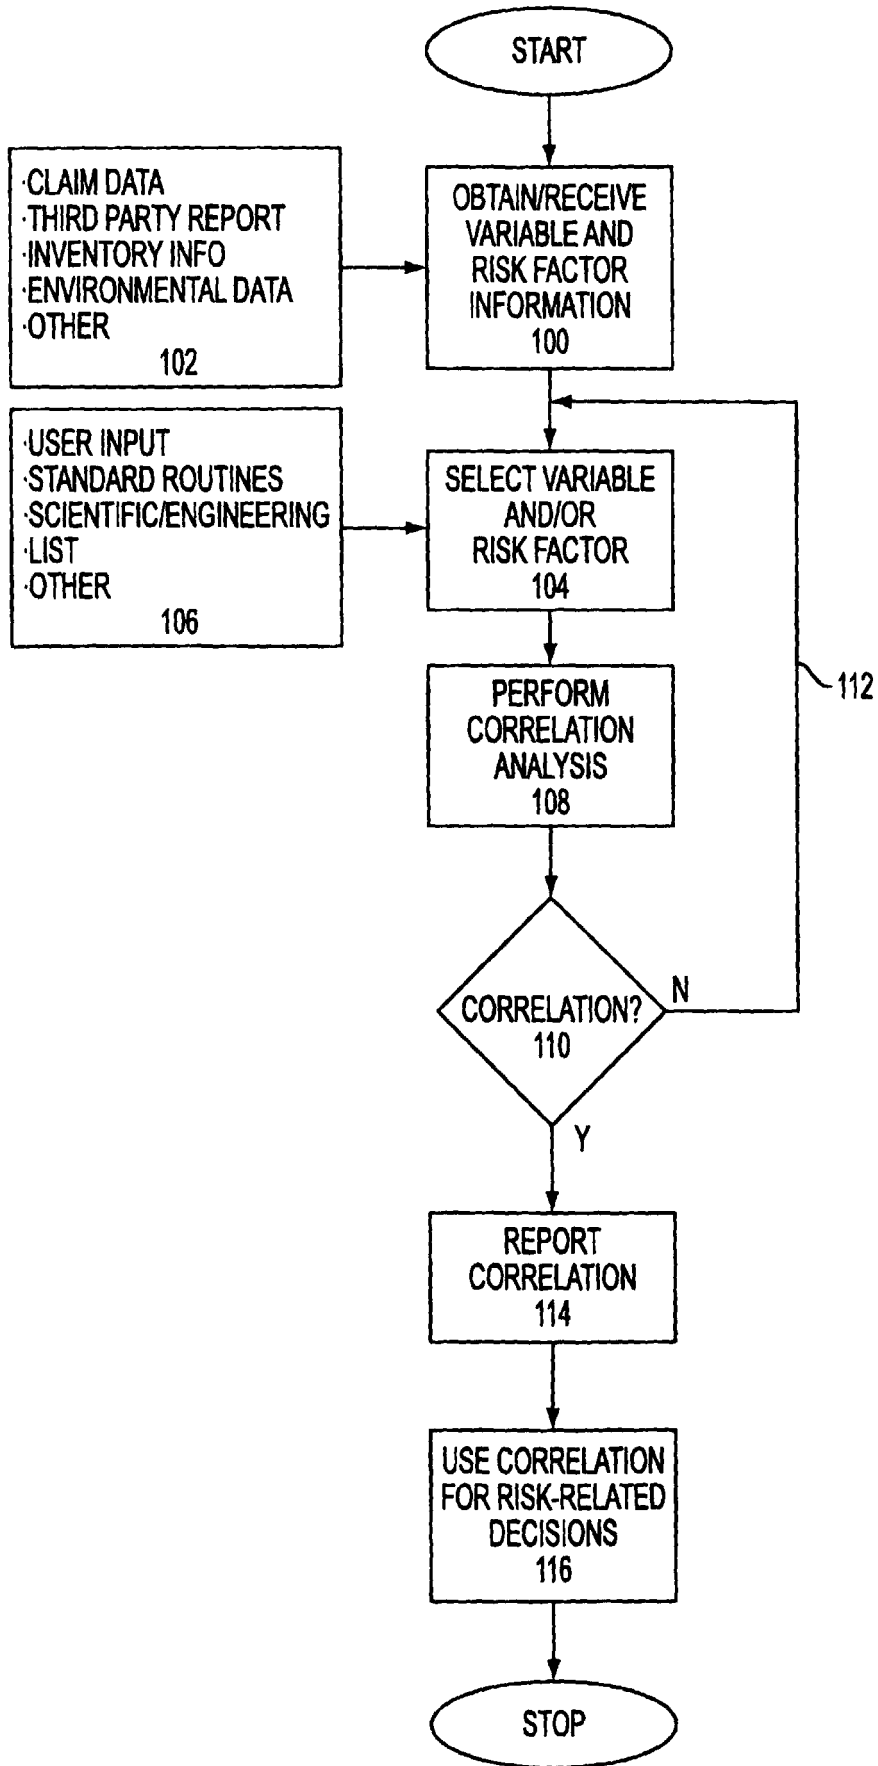 START
·CLAIM DATA
·THIRD PARTY REPORT
·INVENTORY INFO
·ENVIRONMENTAL DATA
·OTHER
102
OBTAIN/RECEIVE
VARIABLE AND
RISK FACTOR
INFORMATION
100
·USER INPUT
·STANDARD ROUTINES
·SCIENTIFIC/ENGINEERING
·LIST
·OTHER
106
SELECT VARIABLE
AND/OR
RISK FACTOR
104
PERFORM
CORRELATION
ANALYSIS
108
112
CORRELATION?
110
N
Y
REPORT
CORRELATION
114
USE CORRELATION
FOR RISK-RELATED
DECISIONS
116
STOP